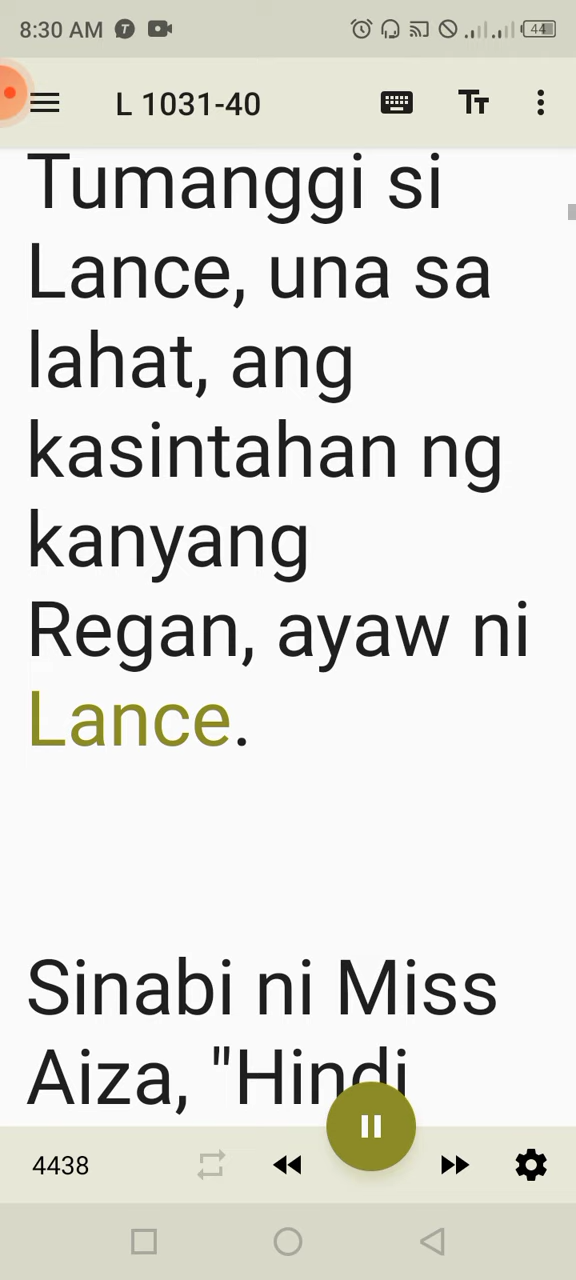 8:30 AM
44
L 1031-40
Tumanggi si
Lance, una sa
lahat, ang
kasintahan ng
kanyang
Regan, ayaw ni
Lance.
Sinabi ni Miss
Aiza, "Hindi
4438